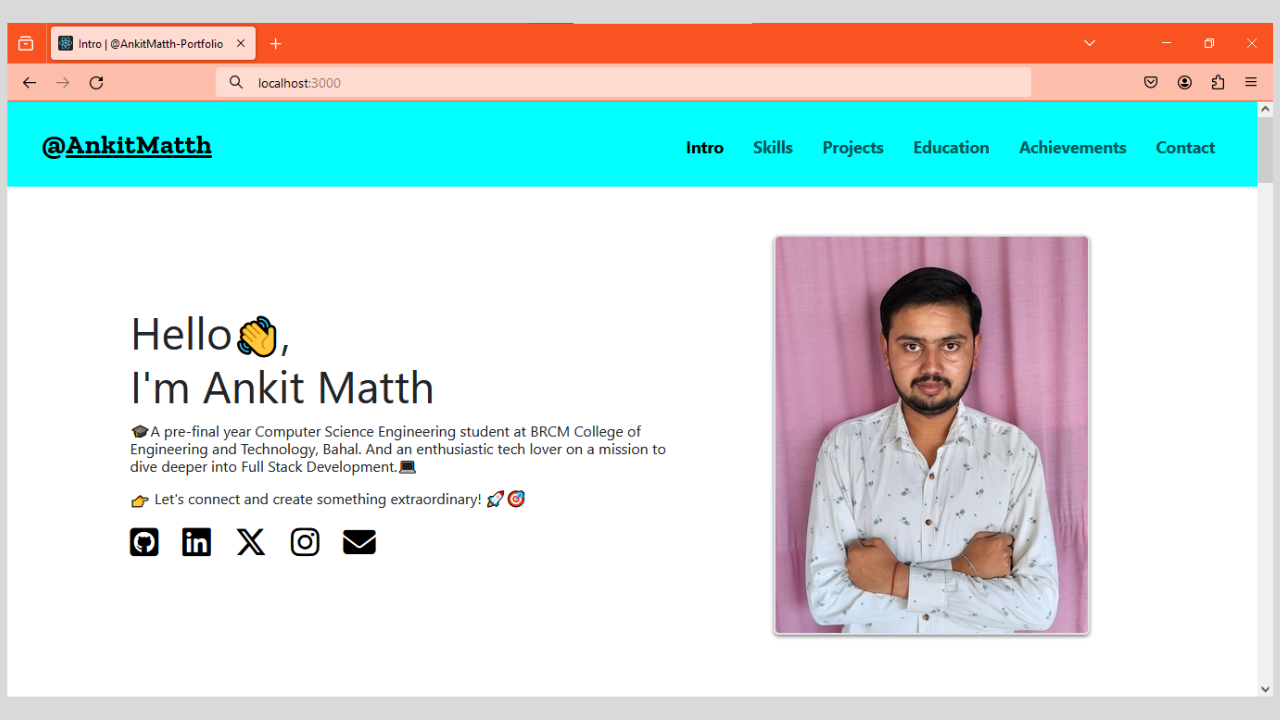 Intro | @AnkitMatth-Portfolio
localhost:3000
@AnkitMatth
Intro Skills Projects Education Achievements Contact
Hello👋,
I'm Ankit Matth
🎓A pre-final year Computer Science Engineering student at BRCM College of
Engineering and Technology, Bahal. And an enthusiastic tech lover on a mission to
dive deeper into Full Stack Development.💻
👉 Let's connect and create something extraordinary! 🚀🎯